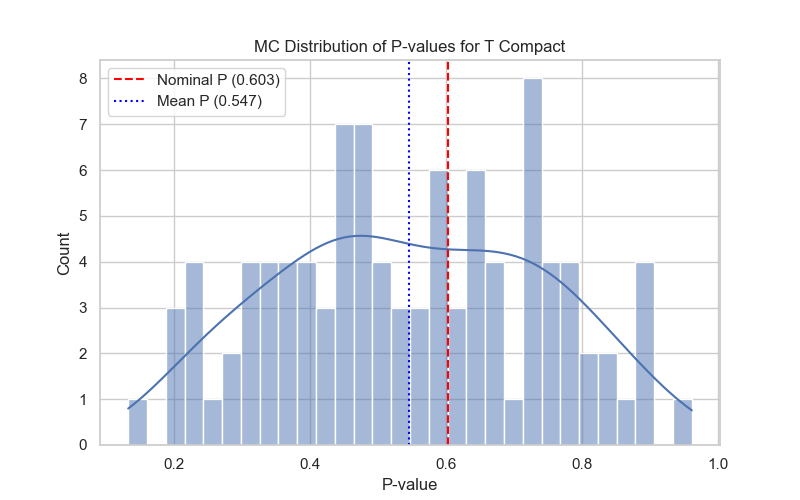 MC Distribution of P-values for T Compact
Nominal P (0.603)
Mean P (0.547)
8
7
6
5
4
3
2
1
0
Count
0.2 0.4 0.6 0.8 1.0
P-value